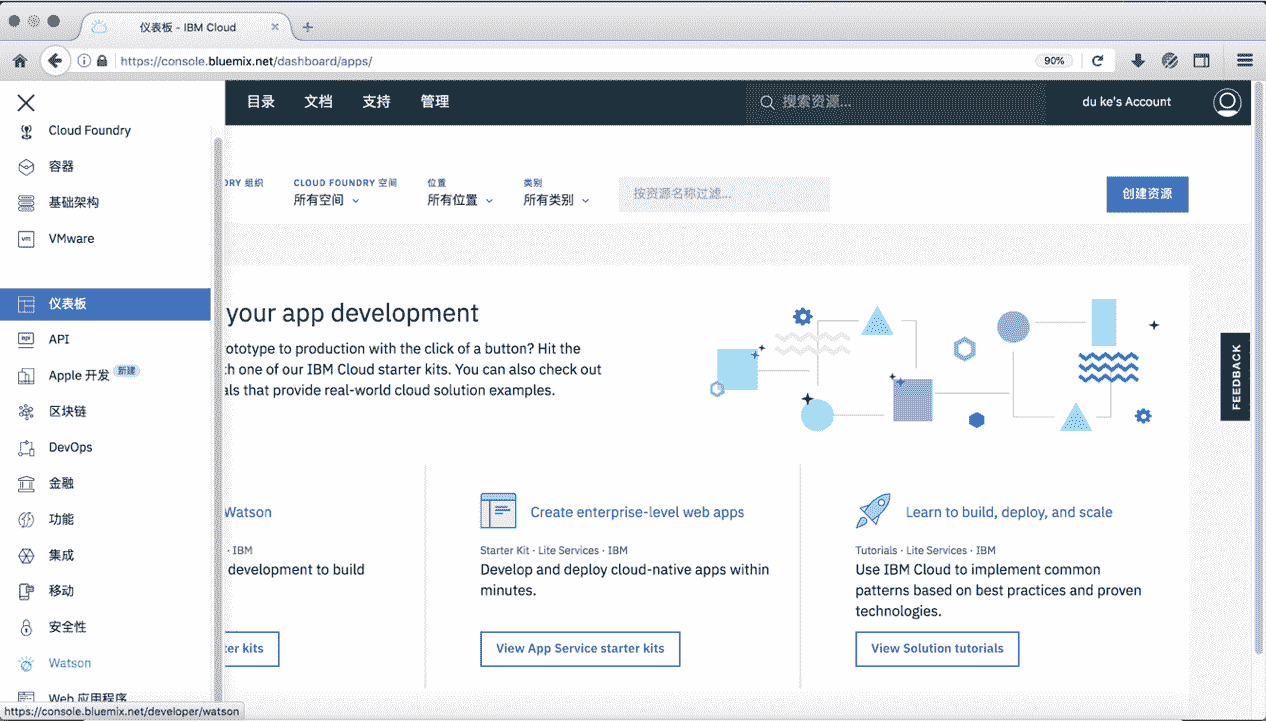 仪表板 - IBM Cloud
https://console.bluemix.net/dashboard/apps/
90%
目录 文档 支持 管理
搜索资源...
du ke's Account
Cloud Foundry
容器
基础架构
VMware
仪表板
API
Apple 开发 新建
区块链
DevOps
金融
功能
集成
移动
安全性
Watson
Web 应用程序
https://console.bluemix.net/developer/watson
组织
CLOUD FOUNDRY 空间
所有空间
位置
所有位置
类别
所有类别
按资源名称过滤...
创建资源
your app development
to production with the click of a button? Hit the
one of our IBM Cloud starter kits. You can also check out
that provide real-world cloud solution examples.
FEEDBACK
Watson
· IBM
development to build
kits
Create enterprise-level web apps
Starter Kit · Lite Services · IBM
Develop and deploy cloud-native apps within
minutes.
View App Service starter kits
Learn to build, deploy, and scale
Tutorials · Lite Services · IBM
Use IBM Cloud to implement common
patterns based on best practices and proven
technologies.
View Solution tutorials